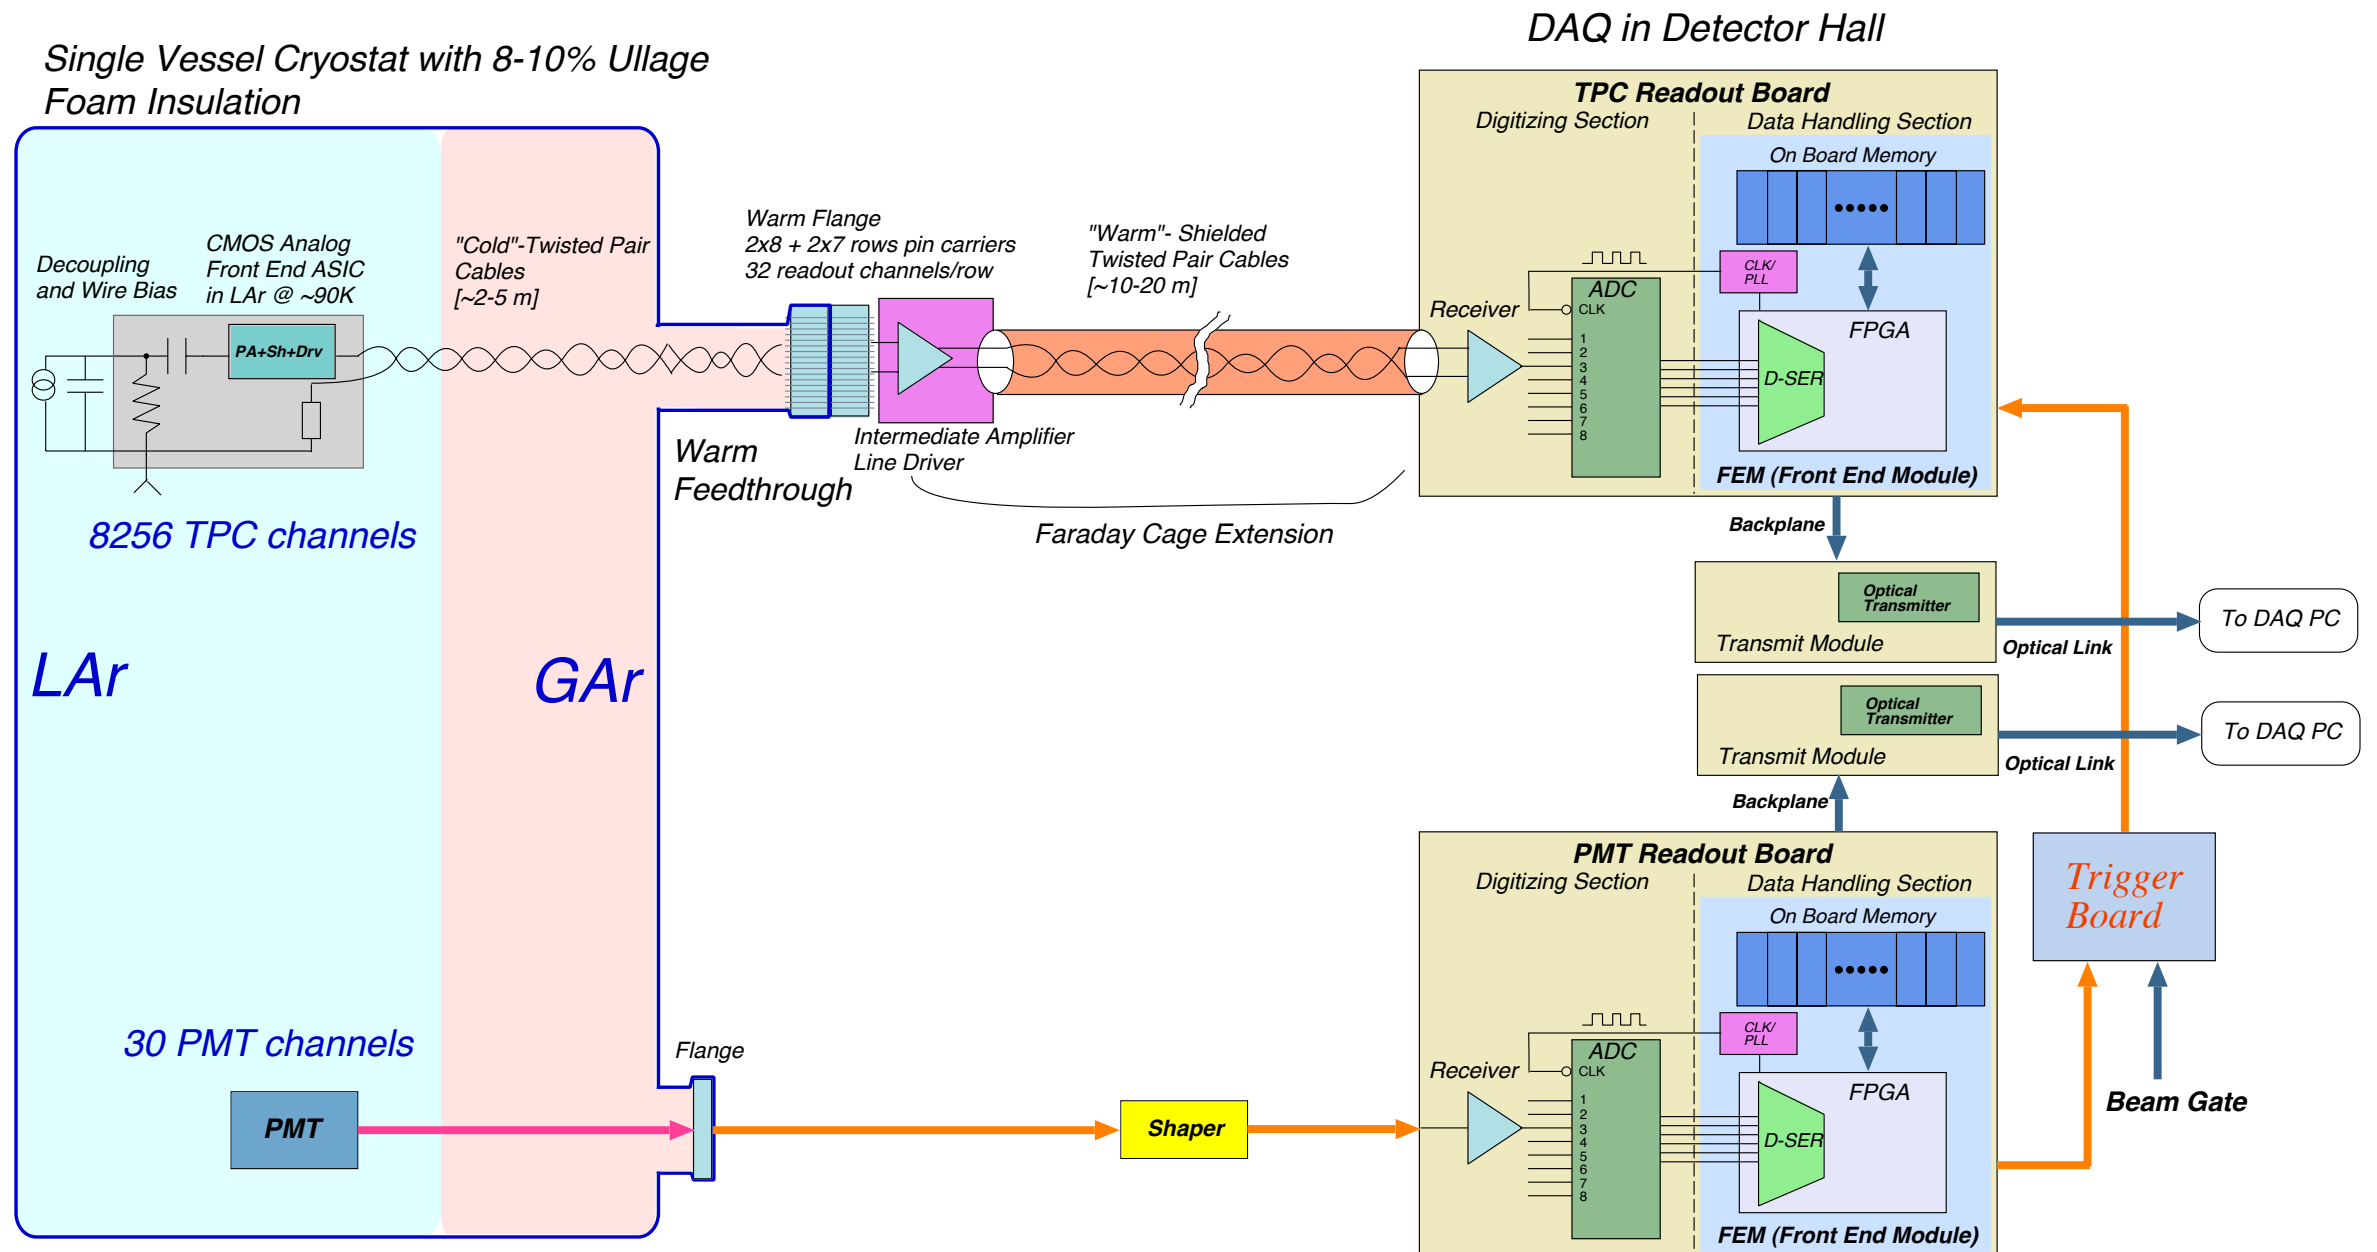 DAQ in Detector Hall
Single Vessel Cryostat with 8-10% Ullage
Foam Insulation
Decoupling
and Wire Bias
CMOS Analog
Front End ASIC
in LAr @ ~90K
PA+Sh+Drv
"Cold"-Twisted Pair
Cables
[~2-5 m]
8256 TPC channels
LAr
GAr
Warm Flange
2x8 + 2x7 rows pin carriers
32 readout channels/row
Warm
Feedthrough
Intermediate Amplifier
Line Driver
"Warm"- Shielded
Twisted Pair Cables
[~10-20 m]
Faraday Cage Extension
TPC Readout Board
Digitizing Section
Data Handling Section
On Board Memory
CLK/
PLL
Receiver
ADC
CLK
1
2
3
4
5
6
7
8
FPGA
D-SER
FEM (Front End Module)
Backplane
Optical
Transmitter
Transmit Module
Optical Link
To DAQ PC
Optical
Transmitter
Transmit Module
Optical Link
To DAQ PC
Backplane
30 PMT channels
PMT
Flange
Shaper
PMT Readout Board
Digitizing Section
Data Handling Section
On Board Memory
CLK/
PLL
Receiver
ADC
CLK
1
2
3
4
5
6
7
8
FPGA
D-SER
FEM (Front End Module)
Trigger
Board
Beam Gate